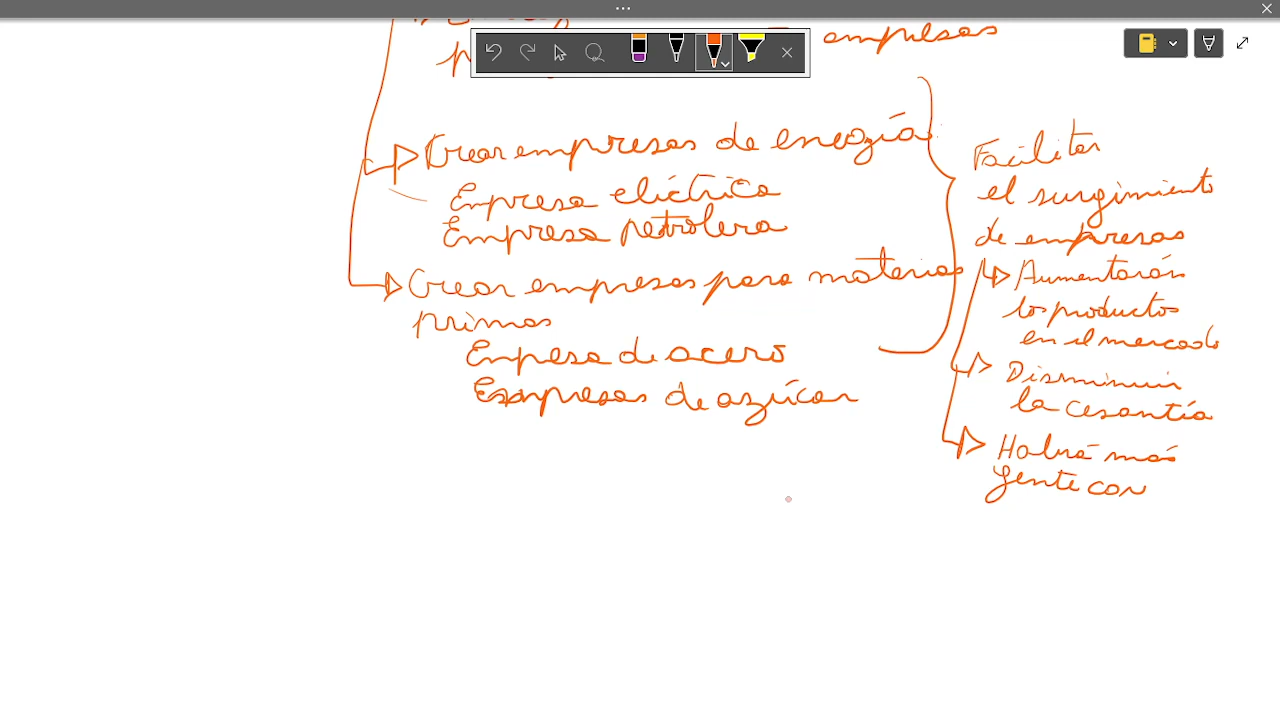 empresas
Crear empresas de energía
Empresa eléctrica
Empresa petrolera
Crear empresas para materias
primas
Empesa de acero
Empresas de azúcar
Facilitar
el surgimiento
de empresas
Aumentarán
los productos
en el mercado
Disminuir
la cesantía
Habrá más
gente con